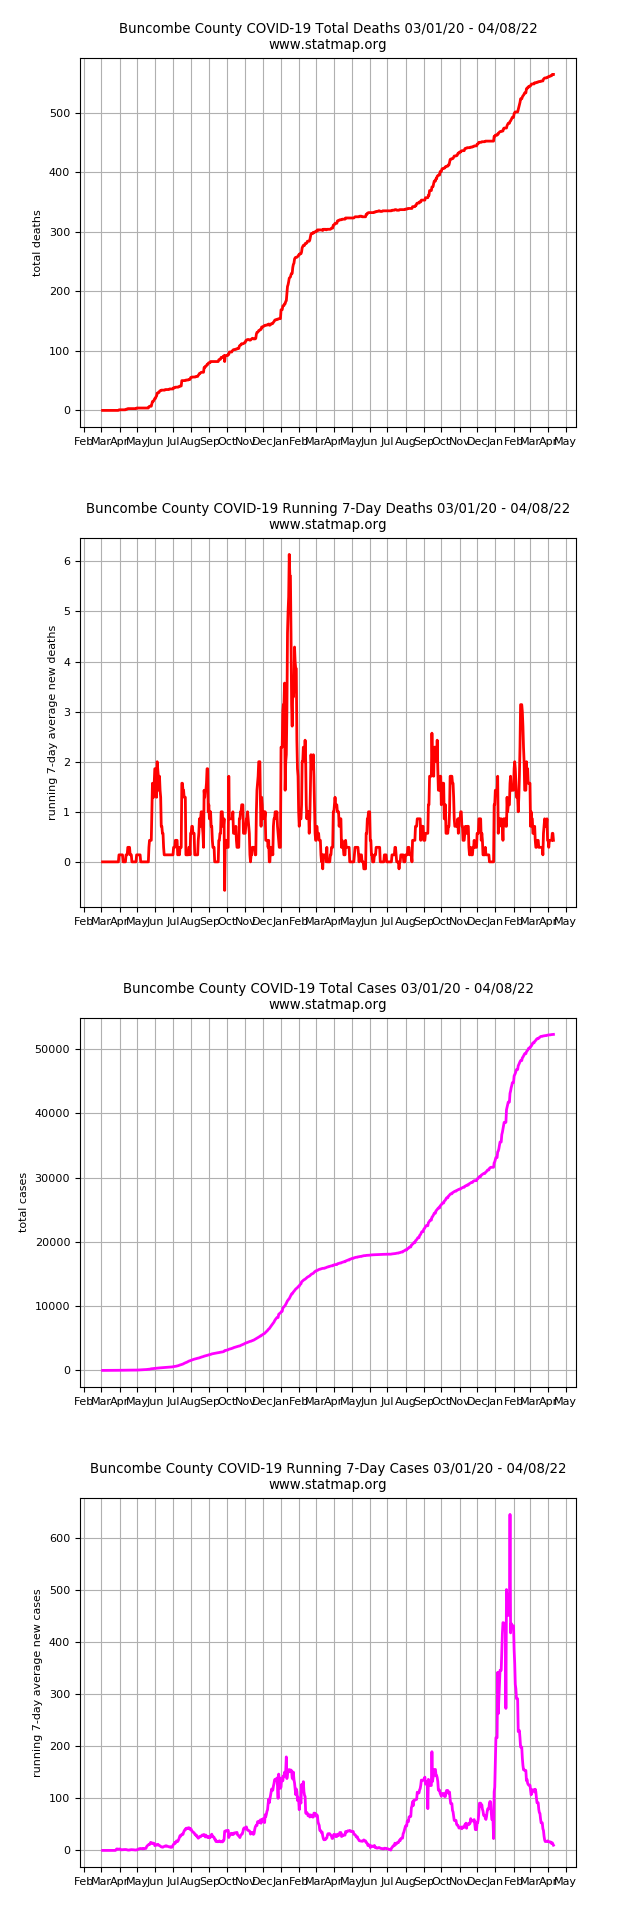 Buncombe County COVID-19 Total Deaths 03/01/20 - 04/08/22
www.statmap.org
500
400
300
200
100
0
total deaths
Feb Mar Apr May Jun Jul Aug Sep Oct Nov Dec Jan Feb Mar Apr May Jun Jul Aug Sep Oct Nov Dec Jan Feb Mar Apr May
Buncombe County COVID-19 Running 7-Day Deaths 03/01/20 - 04/08/22
www.statmap.org
6
5
4
3
2
1
0
running 7-day average new deaths
Feb Mar Apr May Jun Jul Aug Sep Oct Nov Dec Jan Feb Mar Apr May Jun Jul Aug Sep Oct Nov Dec Jan Feb Mar Apr May
Buncombe County COVID-19 Total Cases 03/01/20 - 04/08/22
www.statmap.org
50000
40000
30000
20000
10000
0
total cases
Feb Mar Apr May Jun Jul Aug Sep Oct Nov Dec Jan Feb Mar Apr May Jun Jul Aug Sep Oct Nov Dec Jan Feb Mar Apr May
Buncombe County COVID-19 Running 7-Day Cases 03/01/20 - 04/08/22
www.statmap.org
600
500
400
300
200
100
0
running 7-day average new cases
Feb Mar Apr May Jun Jul Aug Sep Oct Nov Dec Jan Feb Mar Apr May Jun Jul Aug Sep Oct Nov Dec Jan Feb Mar Apr May